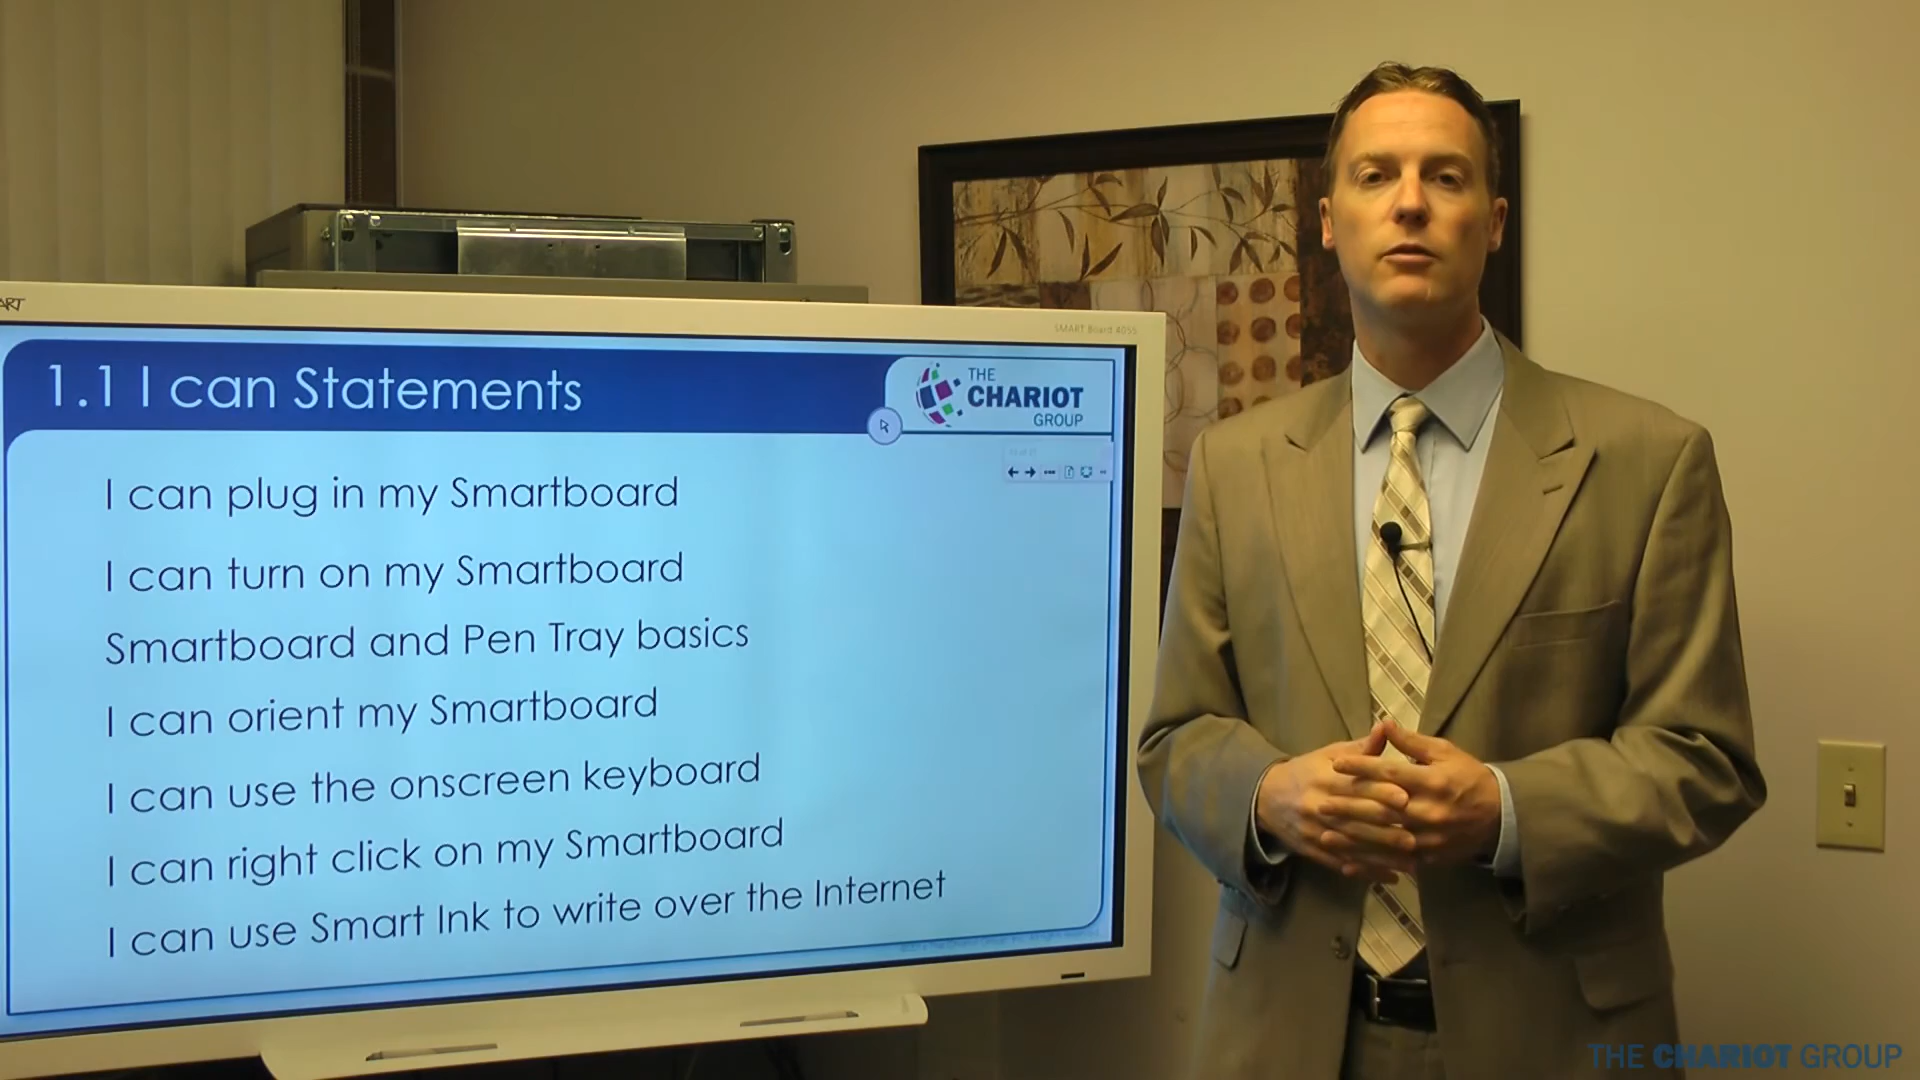 ART
SMART Board 4055
1.1 I can Statements
THE
CHARIOT
GROUP
I can plug in my Smartboard
I can turn on my Smartboard
Smartboard and Pen Tray basics
I can orient my Smartboard
I can use the onscreen keyboard
I can right click on my Smartboard
I can use Smart Ink to write over the Internet
THE CHARIOT GROUP